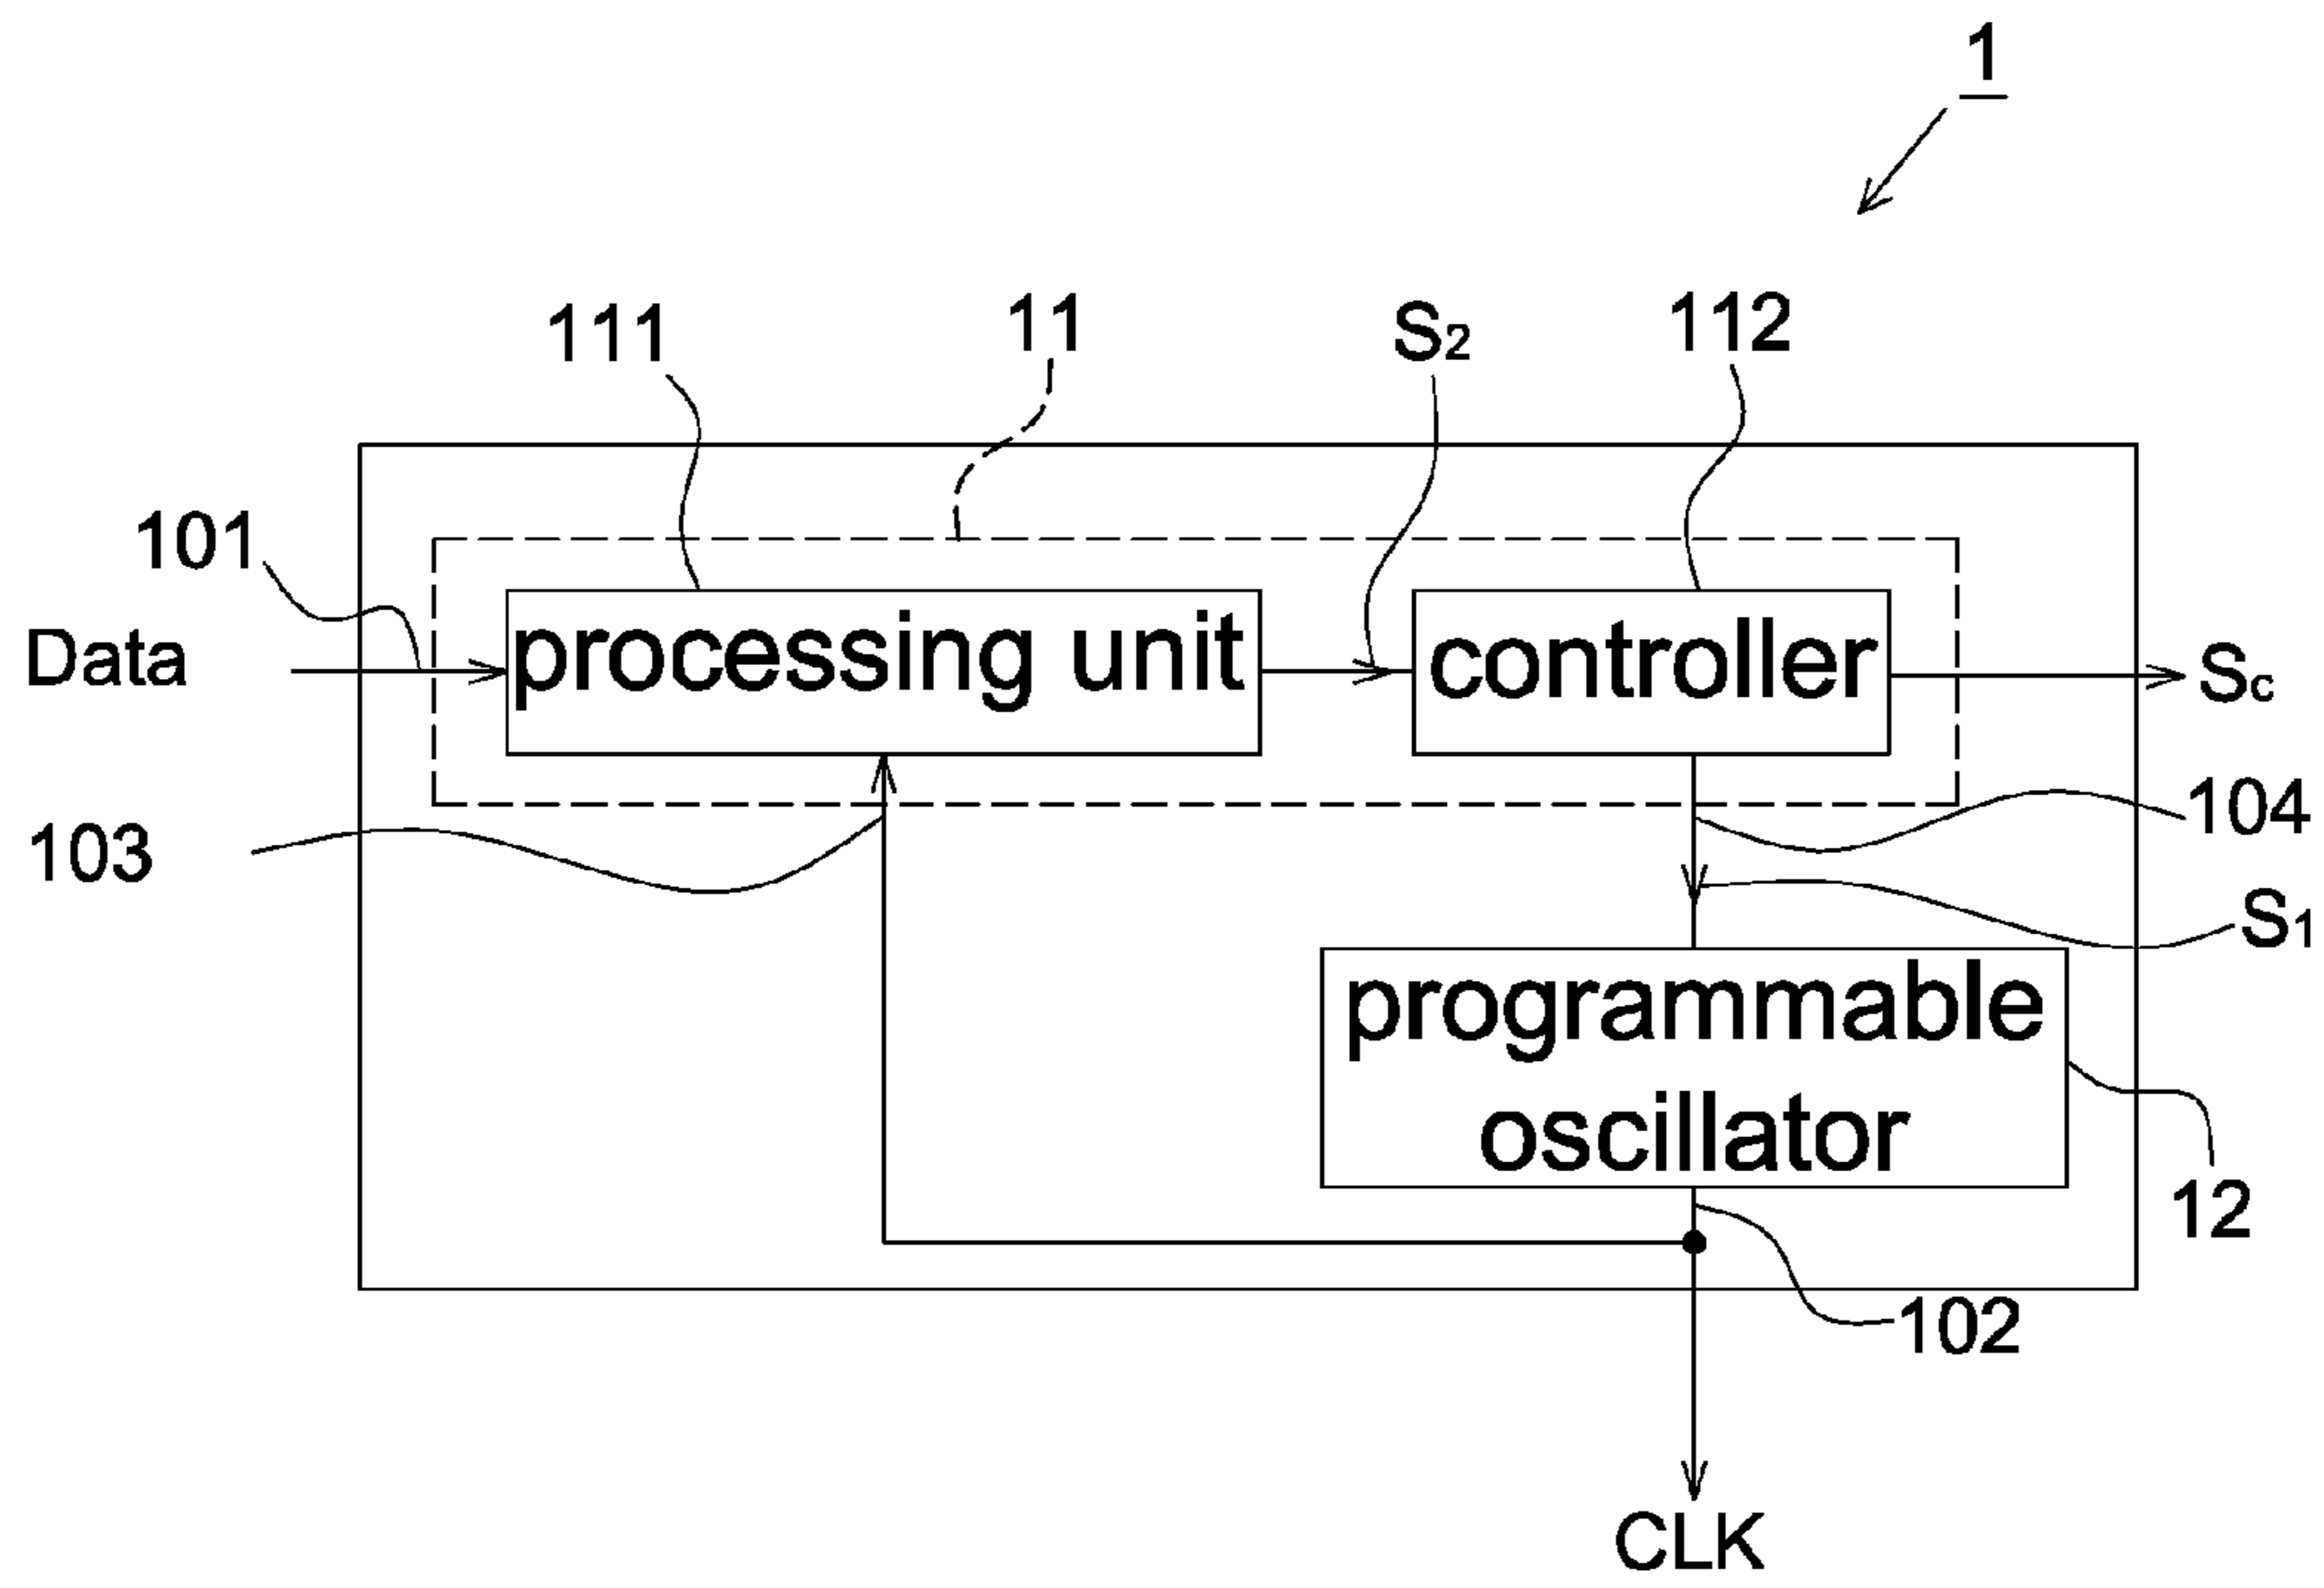 1
111
11
S2
112
101
Data
processing unit
controller
Sc
103
104
S1
programmable
oscillator
12
102
CLK